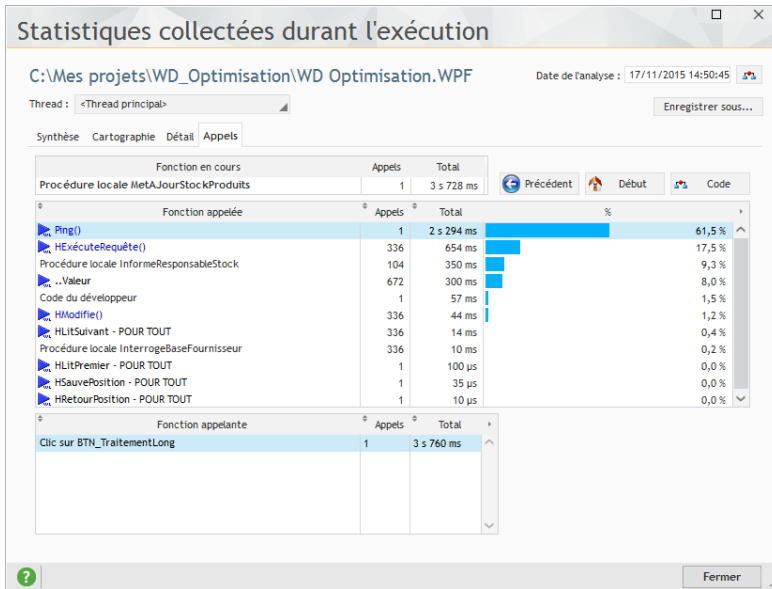 Statistiques collectées durant l'exécution
C:\Mes projets\WD_Optimisation\WD Optimisation.WPF
Date de l'analyse : 17/11/2015 14:50:45
Thread : <Thread principal>
Enregistrer sous...
Synthèse Cartographie Détail Appels
Fonction en cours Appels Total
Procédure locale MetAJourStockProduits 1 3 s 728 ms
Précédent Début Code
Fonction appelée Appels Total %
Ping() 1 2 s 294 ms 61,5 %
HExécuteRequête() 336 654 ms 17,5 %
Procédure locale InformeResponsableStock 104 350 ms 9,3 %
..Valeur 672 300 ms 8,0 %
Code du développeur 1 57 ms 1,5 %
HModifie() 336 44 ms 1,2 %
HLitSuivant - POUR TOUT 336 14 ms 0,4 %
Procédure locale InterrogeBaseFournisseur 336 10 ms 0,2 %
HLitPremier - POUR TOUT 1 100 µs 0,0 %
HSauvePosition - POUR TOUT 1 35 µs 0,0 %
HRetourPosition - POUR TOUT 1 10 µs 0,0 %
Fonction appelante Appels Total
Clic sur BTN_TraitementLong 1 3 s 760 ms
? Fermer